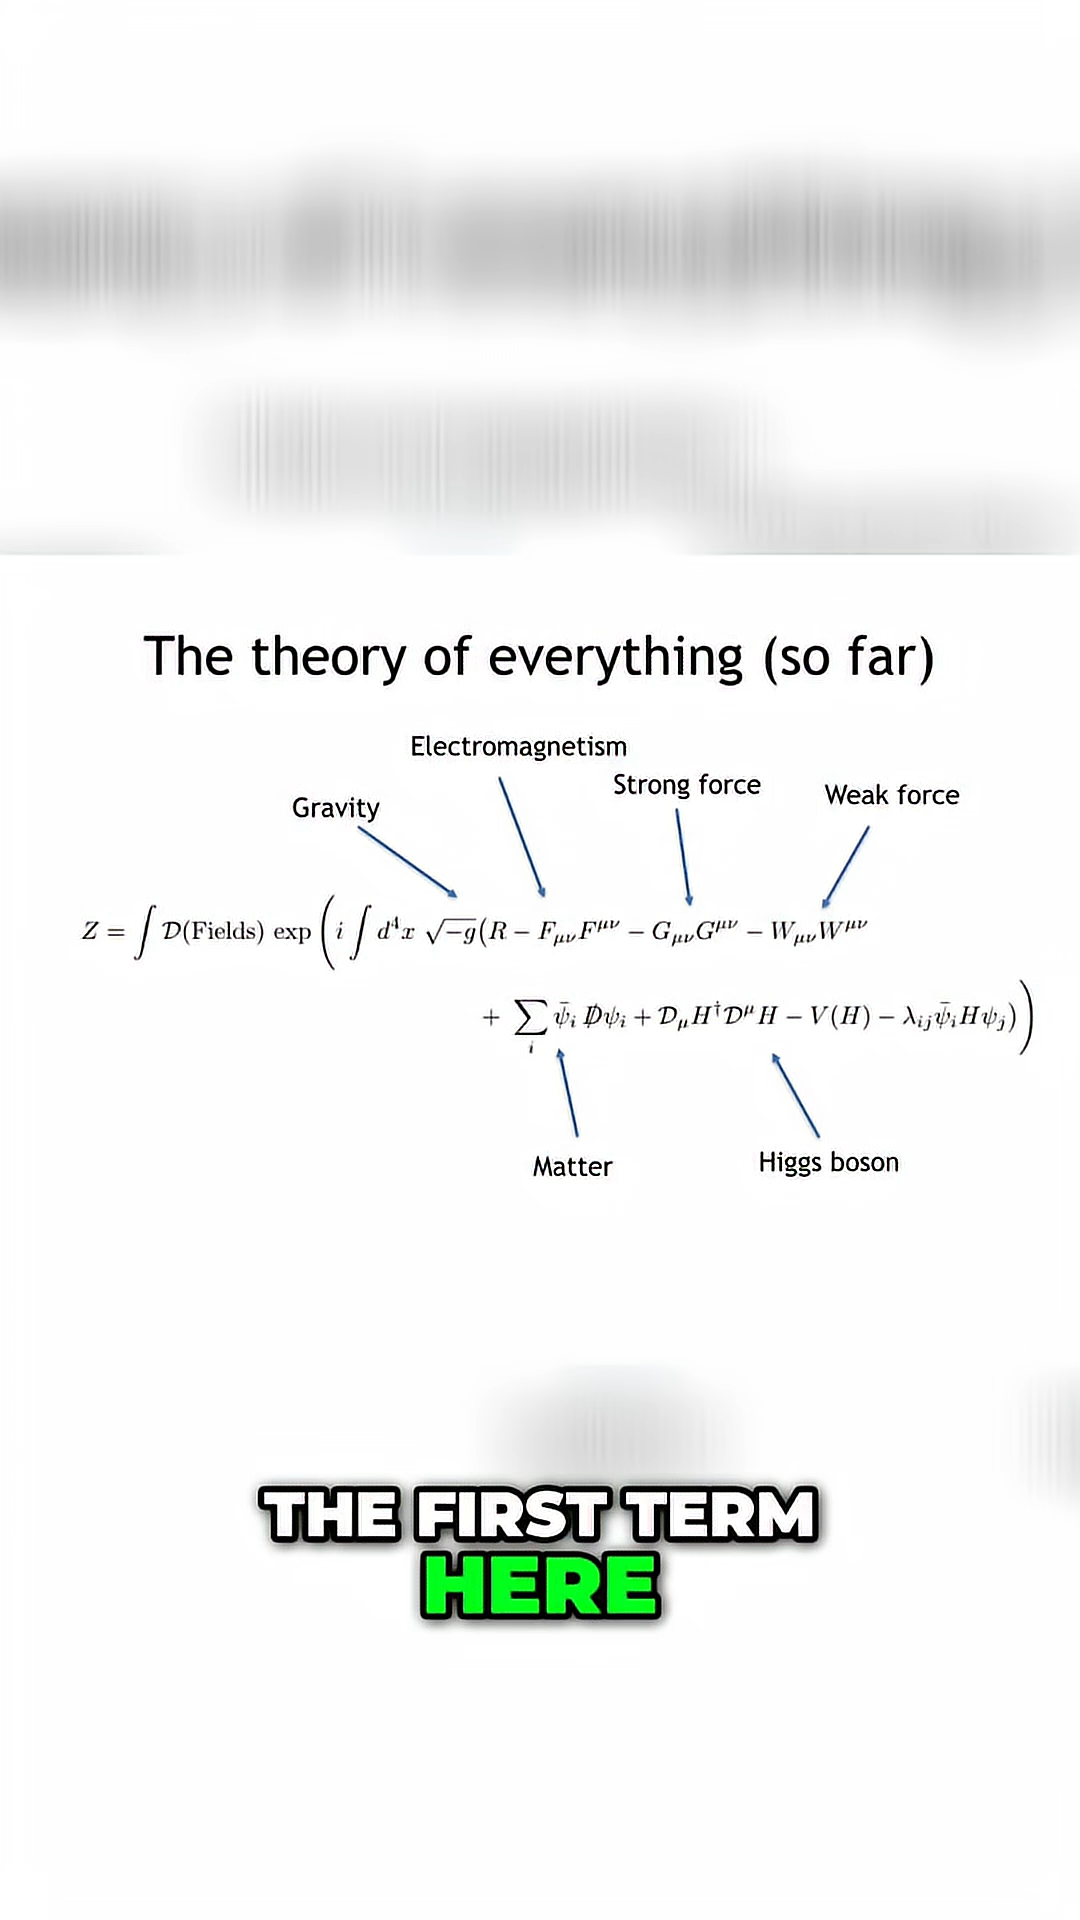 The theory of everything (so far)
Electromagnetism
Strong force
Weak force
Gravity
Z = ∫ 𝒟(Fields) exp ( i ∫ d⁴x √−g (R − F_μν F^μν − G_μν G^μν − W_μν W^μν
+ ∑_i ψ̄_i D̸ ψ_i + 𝒟_μ H† 𝒟^μ H − V(H) − λ_ij ψ̄_i H ψ_j) )
Matter
Higgs boson
THE FIRST TERM
HERE